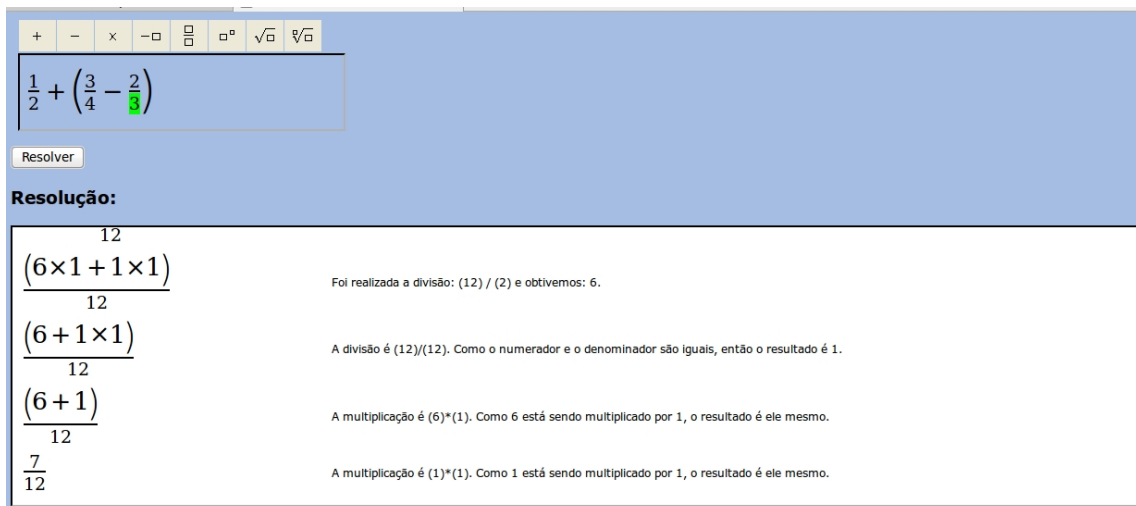 + − × −□ □/□ □^□ √□ ∜□
1/2 + (3/4 − 2/3)
Resolver
Resolução:
12
(6×1+1×1)/12 Foi realizada a divisão: (12) / (2) e obtivemos: 6.
(6+1×1)/12 A divisão é (12)/(12). Como o numerador e o denominador são iguais, então o resultado é 1.
(6+1)/12 A multiplicação é (6)*(1). Como 6 está sendo multiplicado por 1, o resultado é ele mesmo.
7/12 A multiplicação é (1)*(1). Como 1 está sendo multiplicado por 1, o resultado é ele mesmo.